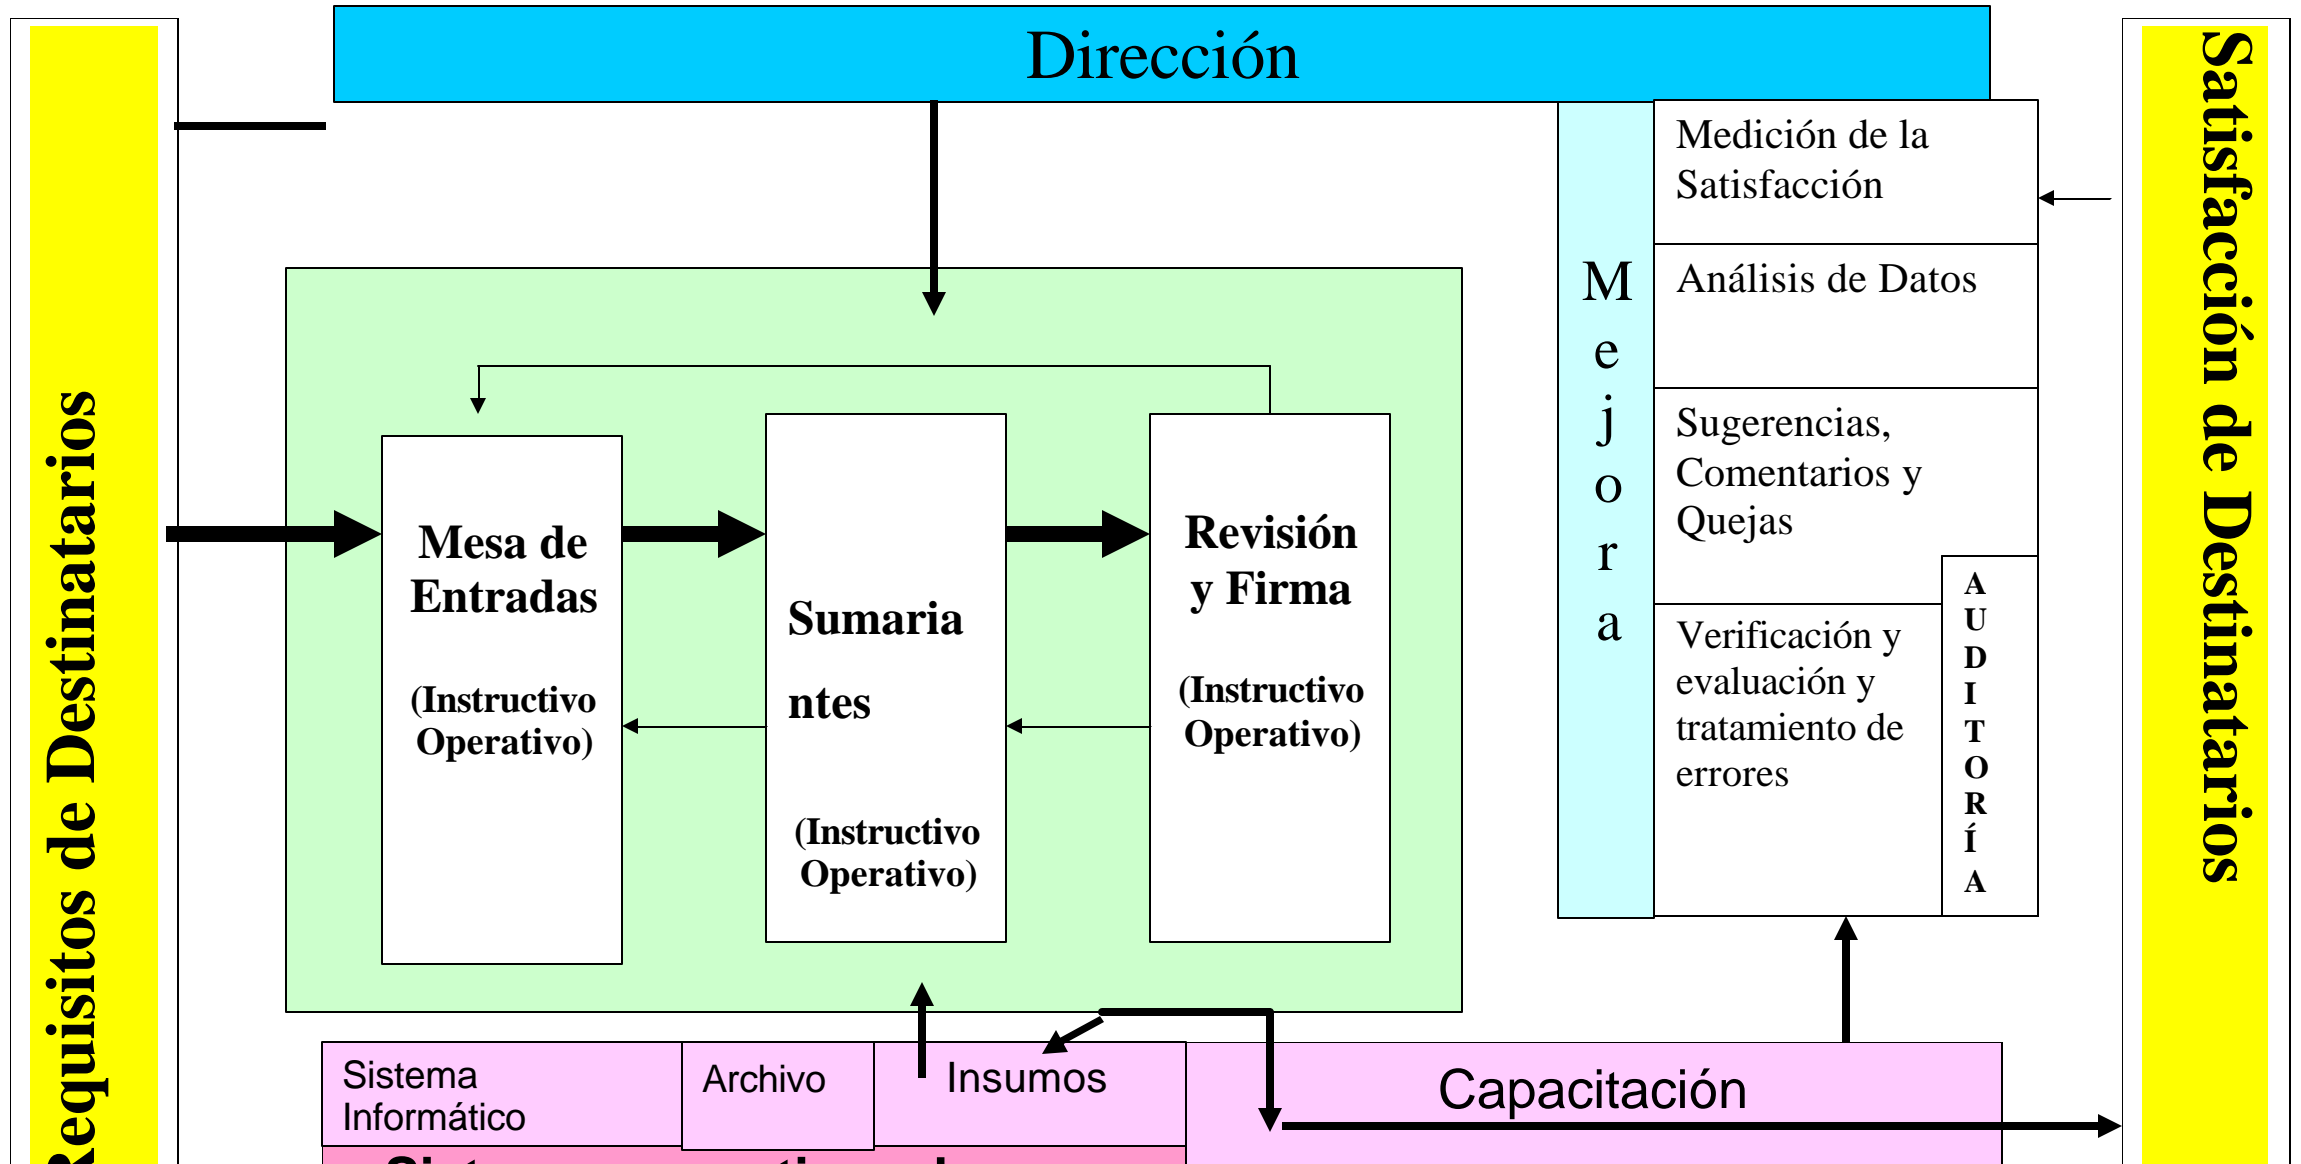 Dirección
Requisitos de Destinatarios
Mesa de
Entradas
(Instructivo
Operativo)
Sumaria
ntes
(Instructivo
Operativo)
Revisión
y Firma
(Instructivo
Operativo)
Mejora
Medición de la
Satisfacción
Análisis de Datos
Sugerencias,
Comentarios y
Quejas
Verificación y
evaluación y
tratamiento de
errores
AUDITORÍA
Satisfacción de Destinatarios
Sistema
Informático
Archivo
Insumos
Capacitación